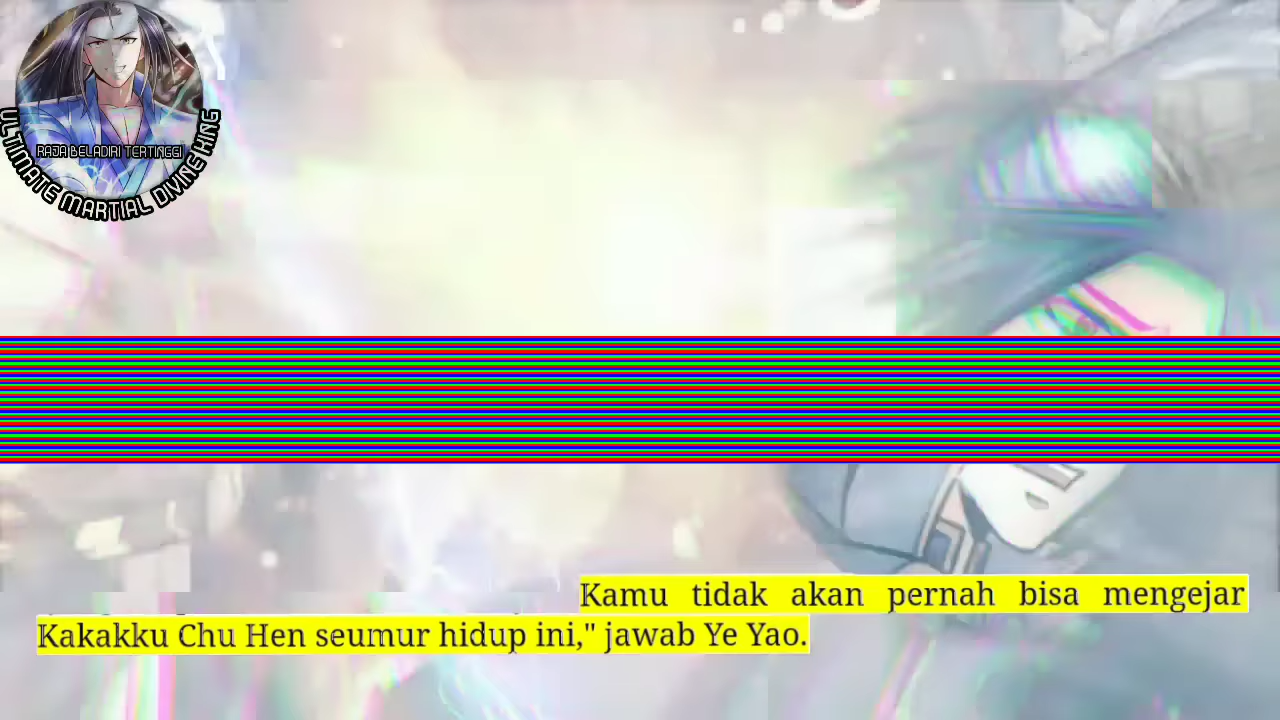 RAJA BELADIRI TERTINGGI
ULTIMATE MARTIAL DIVINE KING
Kamu tidak akan pernah bisa mengejar
Kakakku Chu Hen seumur hidup ini," jawab Ye Yao.